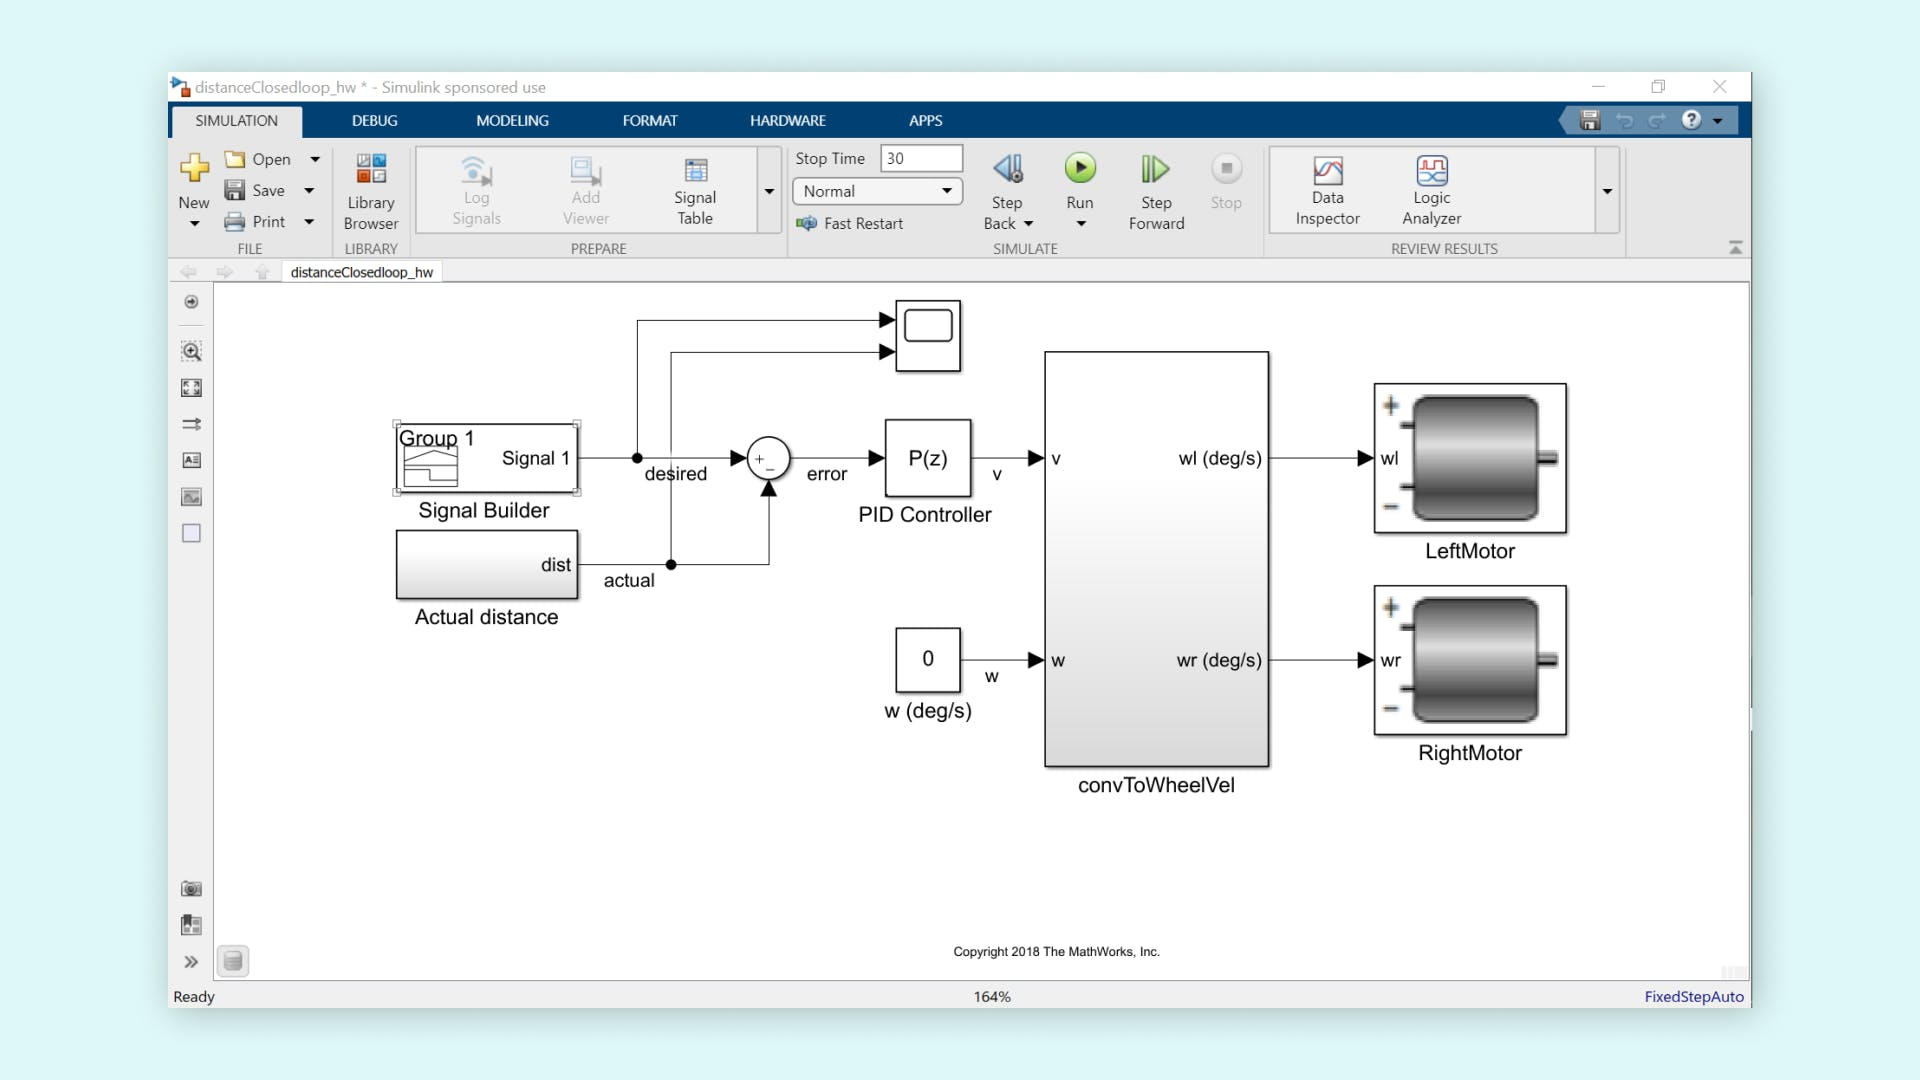 distanceClosedloop_hw * - Simulink sponsored use
SIMULATION DEBUG MODELING FORMAT HARDWARE APPS
New
Open
Save
Print
FILE
Library Browser
LIBRARY
Log Signals
Add Viewer
Signal Table
PREPARE
Stop Time 30
Normal
Fast Restart
Step Back
Run
Step Forward
Stop
SIMULATE
Data Inspector
Logic Analyzer
REVIEW RESULTS
distanceClosedloop_hw
Group 1
Signal 1
Signal Builder
desired
+
−
error
P(z)
PID Controller
v
v
wl (deg/s)
+
wl
−
LeftMotor
dist
Actual distance
actual
0
w (deg/s)
w
w
wr (deg/s)
convToWheelVel
+
wr
−
RightMotor
Copyright 2018 The MathWorks, Inc.
Ready 164% FixedStepAuto